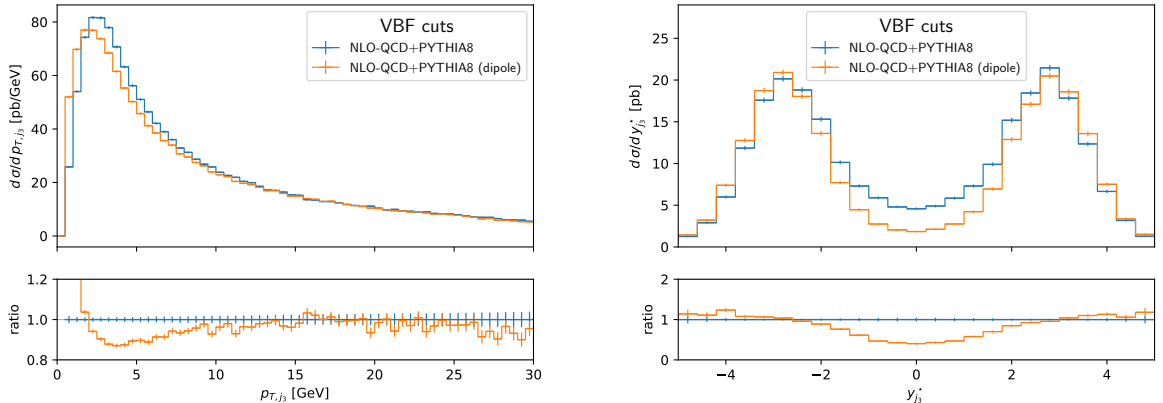 VBF cuts
NLO-QCD+PYTHIA8
NLO-QCD+PYTHIA8 (dipole)
dσ/dp_{T,j_3} [pb/GeV]
80
60
40
20
0
1.2
1.0
0.8
ratio
0 5 10 15 20 25 30
p_{T,j_3} [GeV]
VBF cuts
NLO-QCD+PYTHIA8
NLO-QCD+PYTHIA8 (dipole)
dσ/dy^⋆_{j_3} [pb]
25
20
15
10
5
0
2
1
0
ratio
−4 −2 0 2 4
y^⋆_{j_3}